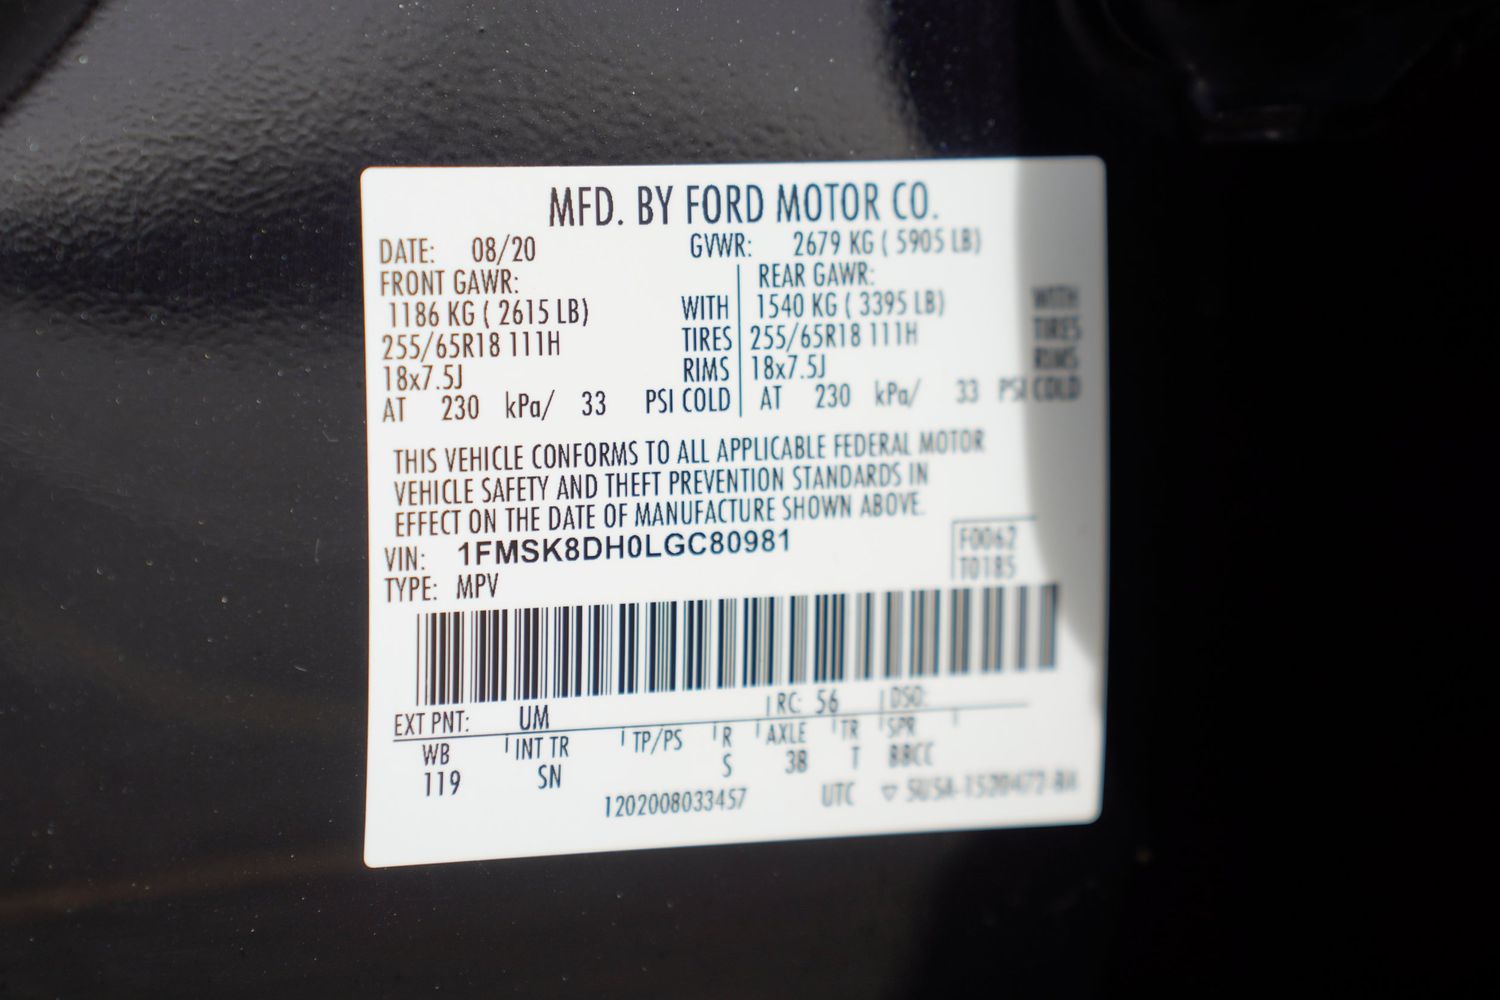 MFD. BY FORD MOTOR CO.
DATE: 08/20 GVWR: 2679 KG ( 5905 LB)
FRONT GAWR: REAR GAWR:
1186 KG ( 2615 LB) WITH 1540 KG ( 3395 LB) WITH
255/65R18 111H TIRES 255/65R18 111H TIRES
18x7.5J RIMS 18x7.5J RIMS
AT 230 kPa/ 33 PSI COLD AT 230 kPa/ 33 PSI COLD
THIS VEHICLE CONFORMS TO ALL APPLICABLE FEDERAL MOTOR
VEHICLE SAFETY AND THEFT PREVENTION STANDARDS IN
EFFECT ON THE DATE OF MANUFACTURE SHOWN ABOVE.
VIN: 1FMSK8DH0LGC80981 F0062
TYPE: MPV T0185
EXT PNT: UM RC: 56 DSO:
WB INT TR TP/PS R AXLE TR SPR
119 SN S 3B T BBCC
1202008033457 UTC